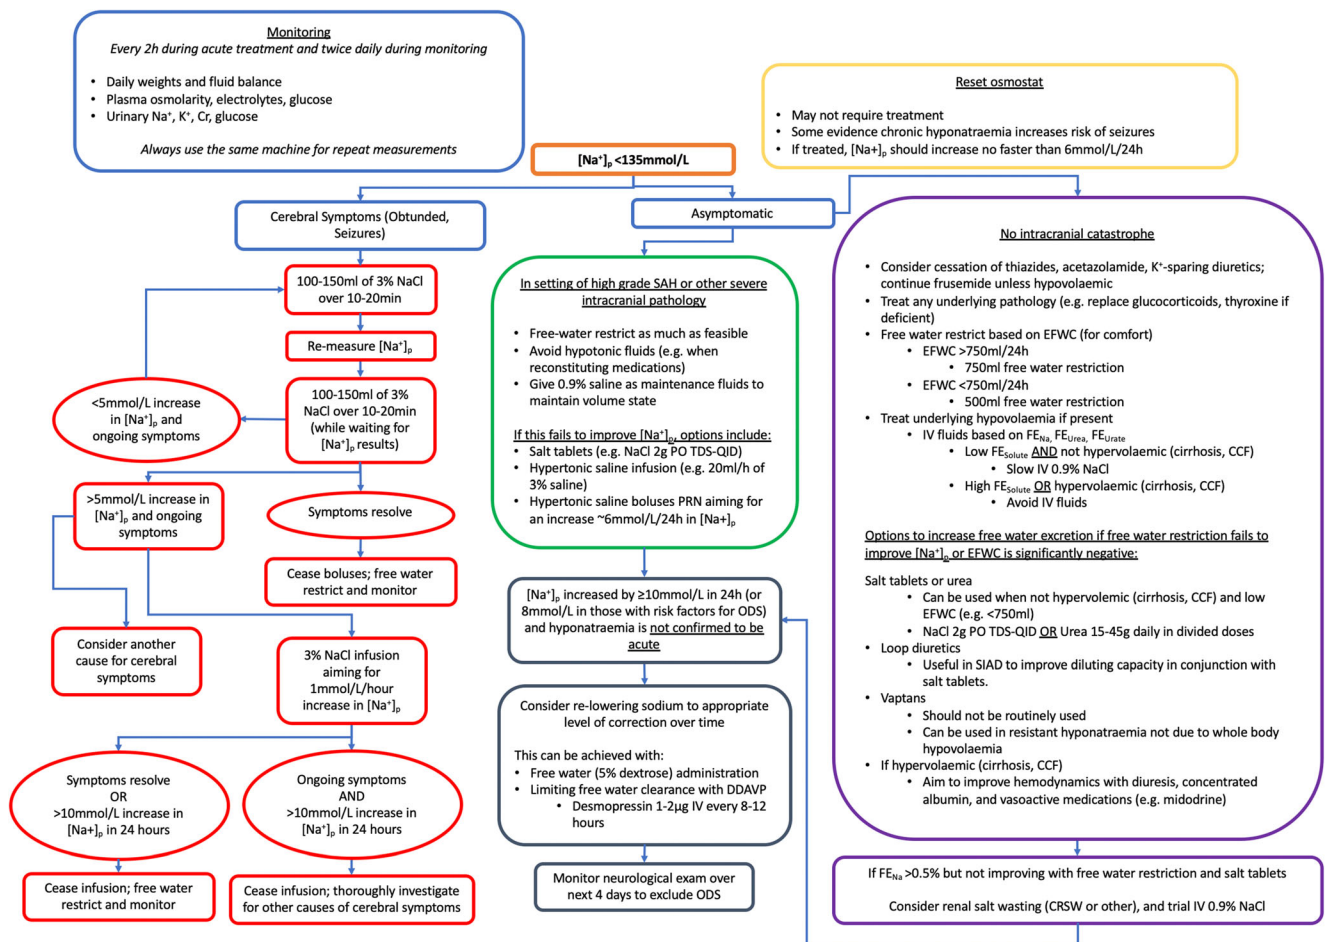 Monitoring
Every 2h during acute treatment and twice daily during monitoring
• Daily weights and fluid balance
• Plasma osmolarity, electrolytes, glucose
• Urinary Na⁺, K⁺, Cr, glucose
Always use the same machine for repeat measurements
Reset osmostat
• May not require treatment
• Some evidence chronic hyponatraemia increases risk of seizures
• If treated, [Na+]ₚ should increase no faster than 6mmol/L/24h
[Na⁺]ₚ <135mmol/L
Cerebral Symptoms (Obtunded,
Seizures)
Asymptomatic
100-150ml of 3% NaCl
over 10-20min
Re-measure [Na⁺]ₚ
100-150ml of 3%
NaCl over 10-20min
(while waiting for
[Na⁺]ₚ results)
<5mmol/L increase
in [Na⁺]ₚ and
ongoing symptoms
>5mmol/L increase in
[Na⁺]ₚ and ongoing
symptoms
Symptoms resolve
Cease boluses; free water
restrict and monitor
Consider another
cause for cerebral
symptoms
3% NaCl infusion
aiming for
1mmol/L/hour
increase in [Na⁺]ₚ
Symptoms resolve
OR
>10mmol/L increase in
[Na+]ₚ in 24 hours
Ongoing symptoms
AND
>10mmol/L increase in
[Na⁺]ₚ in 24 hours
Cease infusion; free water
restrict and monitor
Cease infusion; thoroughly investigate
for other causes of cerebral symptoms
In setting of high grade SAH or other severe
intracranial pathology
• Free-water restrict as much as feasible
• Avoid hypotonic fluids (e.g. when
reconstituting medications)
• Give 0.9% saline as maintenance fluids to
maintain volume state
If this fails to improve [Na⁺]ₚ, options include:
• Salt tablets (e.g. NaCl 2g PO TDS-QID)
• Hypertonic saline infusion (e.g. 20ml/h of
3% saline)
• Hypertonic saline boluses PRN aiming for
an increase ~6mmol/L/24h in [Na+]ₚ
[Na⁺]ₚ increased by ≥10mmol/L in 24h (or
8mmol/L in those with risk factors for ODS)
and hyponatraemia is not confirmed to be
acute
Consider re-lowering sodium to appropriate
level of correction over time
This can be achieved with:
• Free water (5% dextrose) administration
• Limiting free water clearance with DDAVP
• Desmopressin 1-2μg IV every 8-12
hours
Monitor neurological exam over
next 4 days to exclude ODS
No intracranial catastrophe
• Consider cessation of thiazides, acetazolamide, K⁺-sparing diuretics;
continue frusemide unless hypovolaemic
• Treat any underlying pathology (e.g. replace glucocorticoids, thyroxine if
deficient)
• Free water restrict based on EFWC (for comfort)
• EFWC >750ml/24h
• 750ml free water restriction
• EFWC <750ml/24h
• 500ml free water restriction
• Treat underlying hypovolaemia if present
• IV fluids based on FE_Na, FE_Urea, FE_Urate
• Low FE_Solute AND not hypervolaemic (cirrhosis, CCF)
• Slow IV 0.9% NaCl
• High FE_Solute OR hypervolaemic (cirrhosis, CCF)
• Avoid IV fluids
Options to increase free water excretion if free water restriction fails to
improve [Na⁺]ₚ or EFWC is significantly negative:
Salt tablets or urea
• Can be used when not hypervolemic (cirrhosis, CCF) and low
EFWC (e.g. <750ml)
• NaCl 2g PO TDS-QID OR Urea 15-45g daily in divided doses
• Loop diuretics
• Useful in SIAD to improve diluting capacity in conjunction with
salt tablets.
• Vaptans
• Should not be routinely used
• Can be used in resistant hyponatraemia not due to whole body
hypovolaemia
• If hypervolaemic (cirrhosis, CCF)
• Aim to improve hemodynamics with diuresis, concentrated
albumin, and vasoactive medications (e.g. midodrine)
If FE_Na >0.5% but not improving with free water restriction and salt tablets
Consider renal salt wasting (CRSW or other), and trial IV 0.9% NaCl